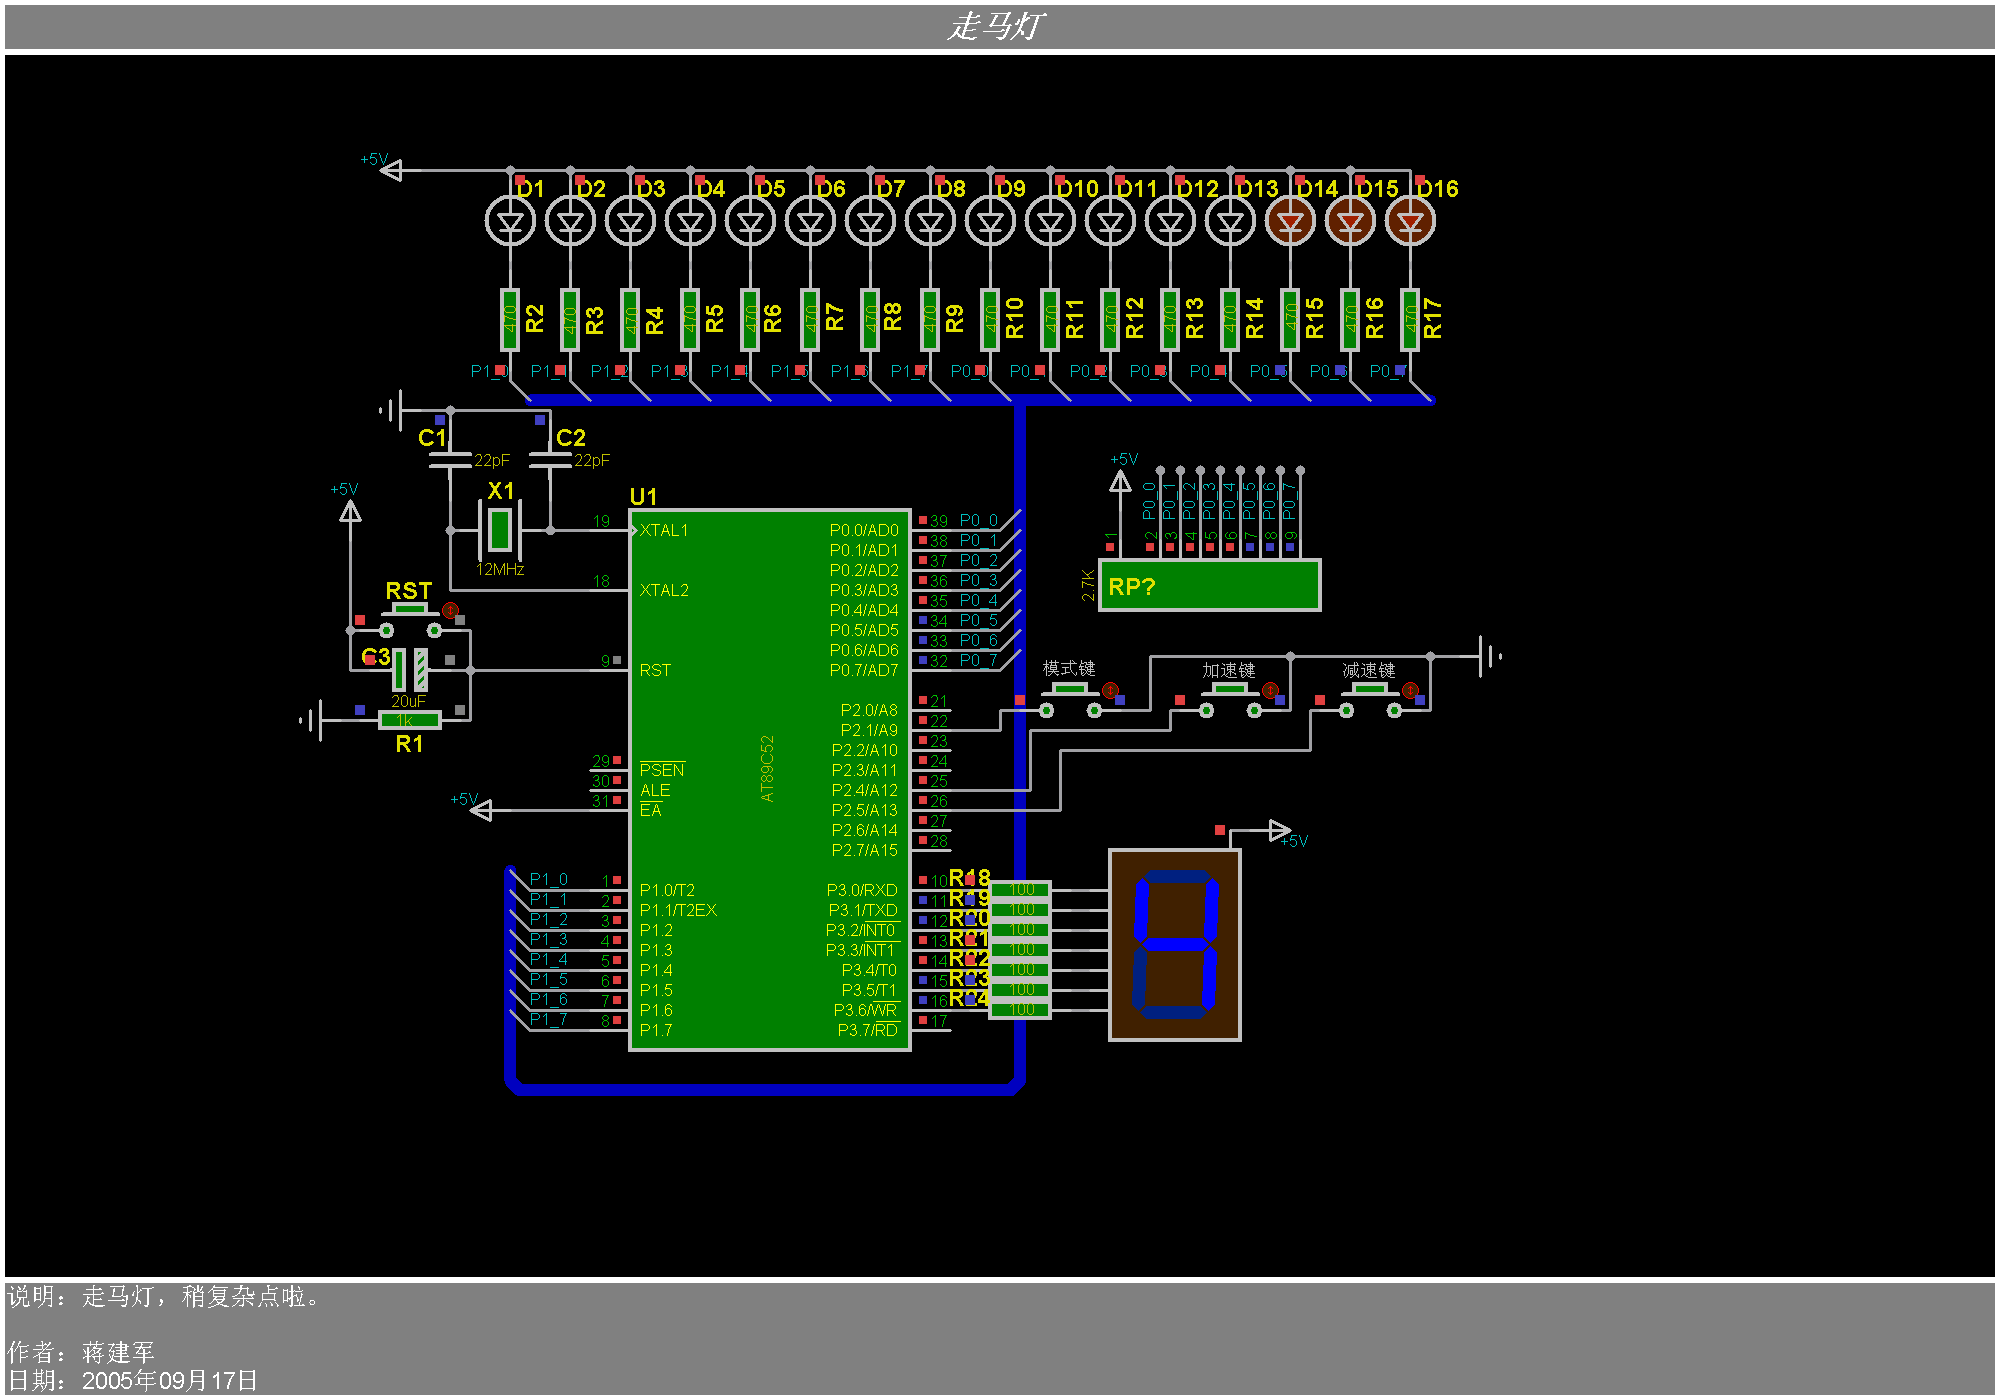 走马灯
+5V
D1 D2 D3 D4 D5 D6 D7 D8 D9 D10 D11 D12 D13 D14 D15 D16
470 470 470 470 470 470 470 470 470 470 470 470 470 470 470 470
R2 R3 R4 R5 R6 R7 R8 R9 R10 R11 R12 R13 R14 R15 R16 R17
P1_0 P1_1 P1_2 P1_3 P1_4 P1_5 P1_6 P1_7 P0_0 P0_1 P0_2 P0_3 P0_4 P0_5 P0_6 P0_7
C1 22pF
C2 22pF
X1
12MHz
+5V
RST
C3
20uF
1k
R1
+5V
U1
AT89C52
19 XTAL1
18 XTAL2
9 RST
29 PSEN
30 ALE
31 EA
P1_0 1 P1.0/T2
P1_1 2 P1.1/T2EX
P1_2 3 P1.2
P1_3 4 P1.3
P1_4 5 P1.4
P1_5 6 P1.5
P1_6 7 P1.6
P1_7 8 P1.7
P0.0/AD0 39 P0_0
P0.1/AD1 38 P0_1
P0.2/AD2 37 P0_2
P0.3/AD3 36 P0_3
P0.4/AD4 35 P0_4
P0.5/AD5 34 P0_5
P0.6/AD6 33 P0_6
P0.7/AD7 32 P0_7
P2.0/A8 21
P2.1/A9 22
P2.2/A10 23
P2.3/A11 24
P2.4/A12 25
P2.5/A13 26
P2.6/A14 27
P2.7/A15 28
P3.0/RXD 10 R18 100
P3.1/TXD 11 R19 100
P3.2/INT0 12 R20 100
P3.3/INT1 13 R21 100
P3.4/T0 14 R22 100
P3.5/T1 15 R23 100
P3.6/WR 16 R24 100
P3.7/RD 17
+5V
P0_0 P0_1 P0_2 P0_3 P0_4 P0_5 P0_6 P0_7
1 2 3 4 5 6 7 8 9
2.7K
RP?
模式键 加速键 减速键
+5V
9
说明：走马灯，稍复杂点啦。
作者：蒋建军
日期：2005年09月17日